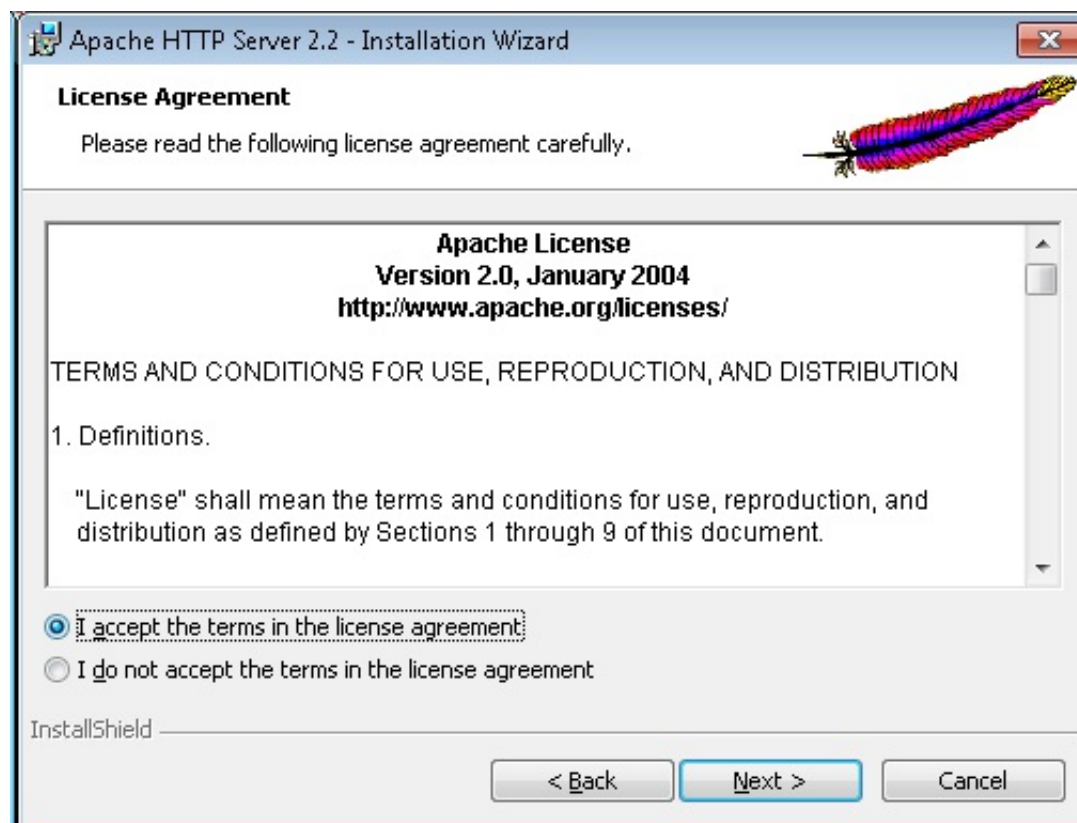 Apache HTTP Server 2.2 - Installation Wizard
License Agreement
Please read the following license agreement carefully.
Apache License
Version 2.0, January 2004
http://www.apache.org/licenses/
TERMS AND CONDITIONS FOR USE, REPRODUCTION, AND DISTRIBUTION
1. Definitions.
"License" shall mean the terms and conditions for use, reproduction, and
distribution as defined by Sections 1 through 9 of this document.
I accept the terms in the license agreement
I do not accept the terms in the license agreement
InstallShield
< Back Next > Cancel